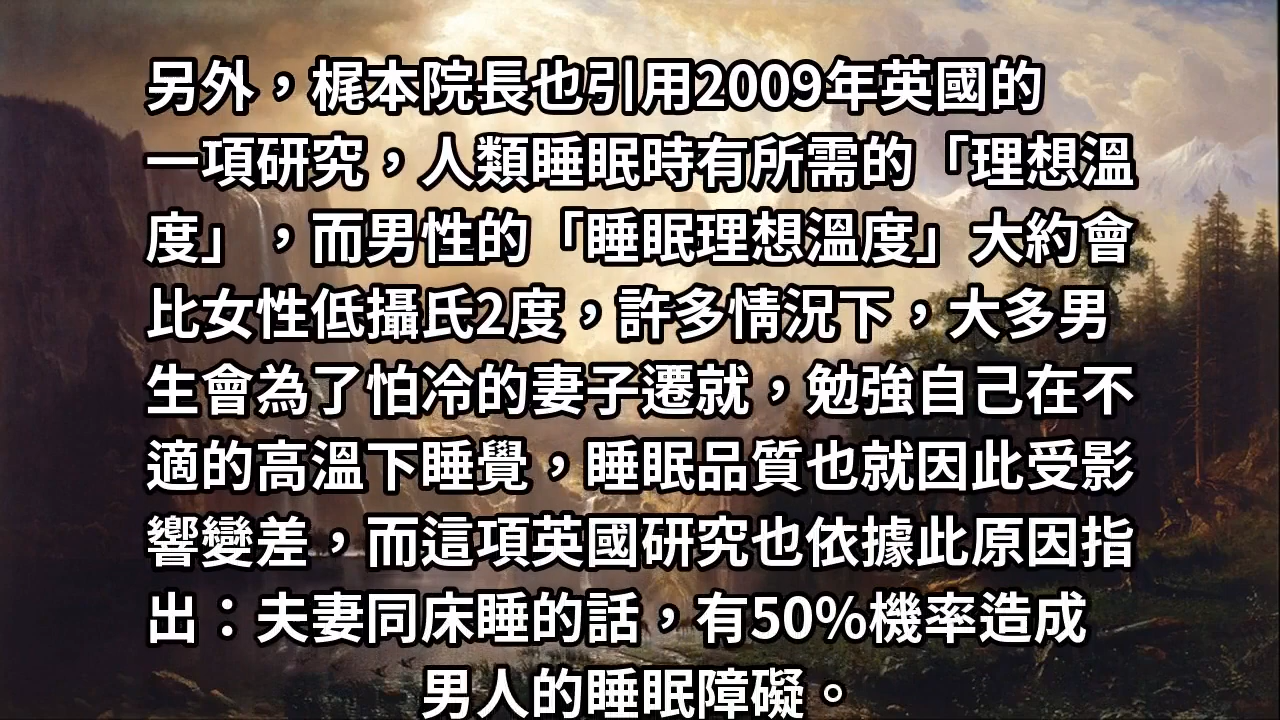 另外，梶本院長也引用2009年英國的
一項研究，人類睡眠時有所需的「理想溫
度」，而男性的「睡眠理想溫度」大約會
比女性低攝氏2度，許多情況下，大多男
生會為了怕冷的妻子遷就，勉強自己在不
適的高溫下睡覺，睡眠品質也就因此受影
響變差，而這項英國研究也依據此原因指
出：夫妻同床睡的話，有50%機率造成
男人的睡眠障礙。